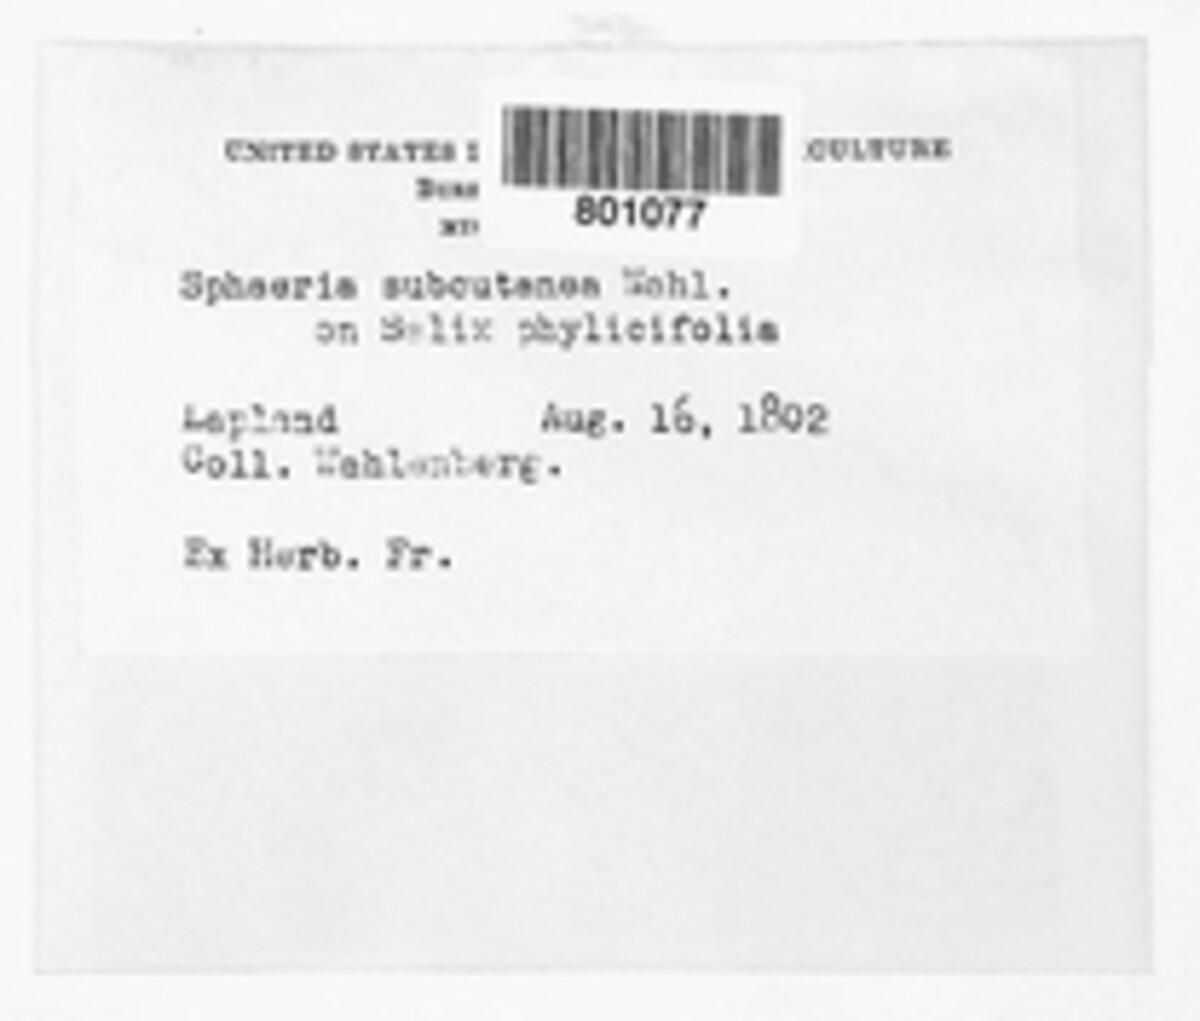 UNITED STATES
CULTURE
801077
Sphaeria subcutanea Wahl.
on Salix phylicifolia
Lapland Aug. 16, 1802
Coll. Wahlenberg.
Ex Herb. Fr.